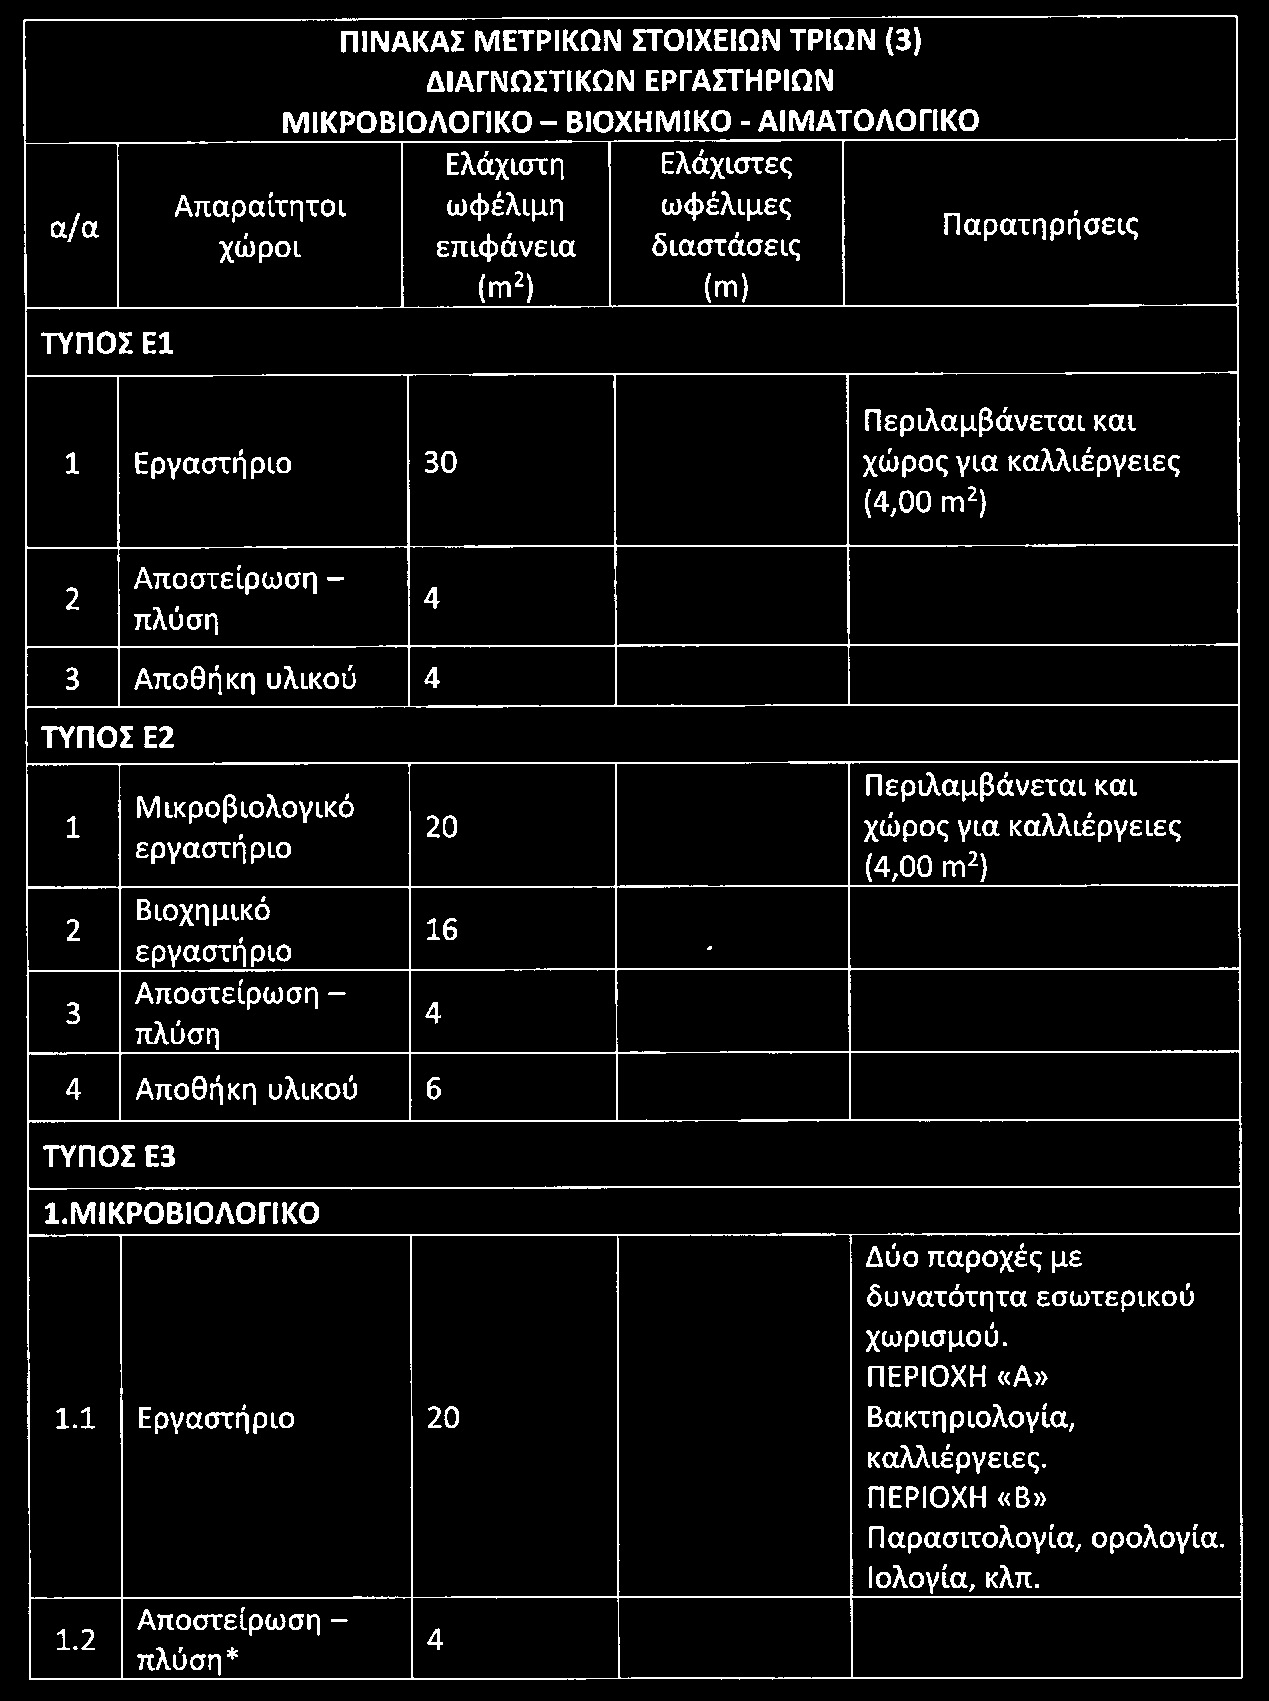 ΠΙΝΑΚΑΣ ΜΕΤΡΙΚΩΝ ΣΤΟΙΧΕΙΩΝ ΤΡΙΩΝ (3)
ΔΙΑΓΝΩΣΤΙΚΩΝ ΕΡΓΑΣΤΗΡΙΩΝ
ΜΙΚΡΟΒΙΟΛΟΓΙΚΟ – ΒΙΟΧΗΜΙΚΟ - ΑΙΜΑΤΟΛΟΓΙΚΟ
α/α
Απαραίτητοι
χώροι
Ελάχιστη
ωφέλιμη
επιφάνεια
(m²)
Ελάχιστες
ωφέλιμες
διαστάσεις
(m)
Παρατηρήσεις
ΤΥΠΟΣ Ε1
1
Εργαστήριο
30
Περιλαμβάνεται και
χώρος για καλλιέργειες
(4,00 m²)
2
Αποστείρωση –
πλύση
4
3
Αποθήκη υλικού
4
ΤΥΠΟΣ Ε2
1
Μικροβιολογικό
εργαστήριο
20
Περιλαμβάνεται και
χώρος για καλλιέργειες
(4,00 m²)
2
Βιοχημικό
εργαστήριο
16
3
Αποστείρωση –
πλύση
4
4
Αποθήκη υλικού
6
ΤΥΠΟΣ Ε3
1.ΜΙΚΡΟΒΙΟΛΟΓΙΚΟ
1.1
Εργαστήριο
20
Δύο παροχές με
δυνατότητα εσωτερικού
χωρισμού.
ΠΕΡΙΟΧΗ «Α»
Βακτηριολογία,
καλλιέργειες.
ΠΕΡΙΟΧΗ «Β»
Παρασιτολογία, ορολογία.
Ιολογία, κλπ.
1.2
Αποστείρωση –
πλύση*
4